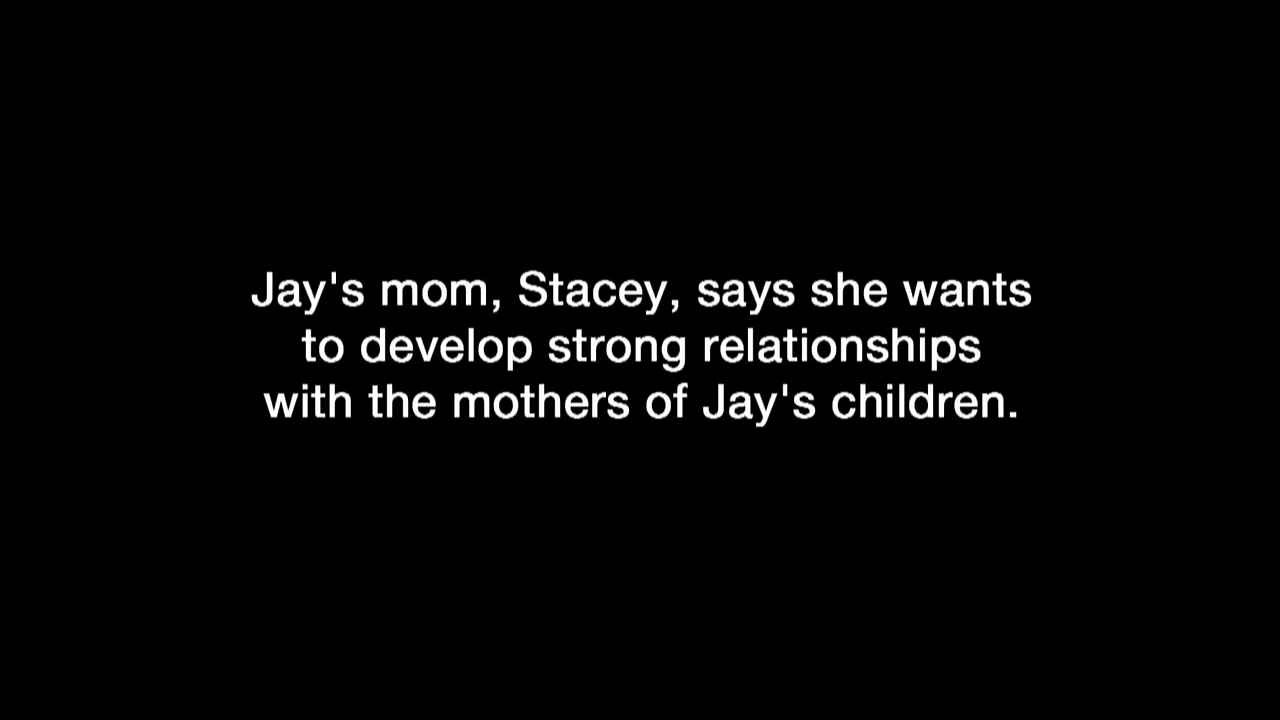 Jay's mom, Stacey, says she wants
to develop strong relationships
with the mothers of Jay's children.